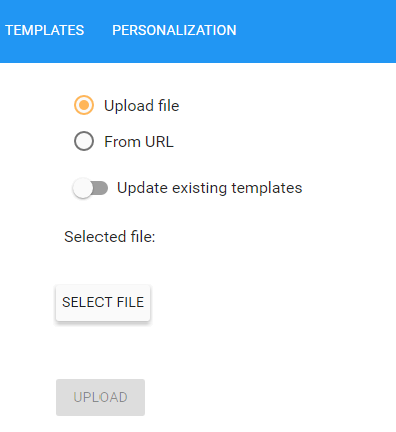 TEMPLATES PERSONALIZATION
Upload file
From URL
Update existing templates
Selected file:
SELECT FILE
UPLOAD